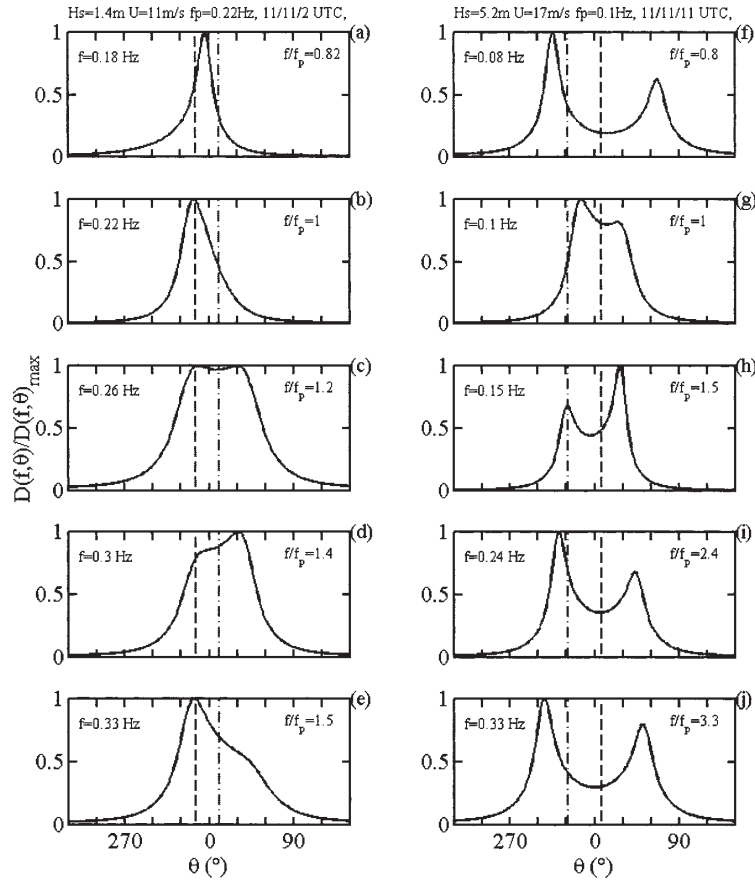 Hs=1.4m U=11m/s fp=0.22Hz, 11/11/2 UTC,
(a)
1
f=0.18 Hz
f/fp=0.82
0.5
0
(b)
1
f=0.22 Hz
f/fp=1
0.5
0
(c)
1
f=0.26 Hz
f/fp=1.2
0.5
0
(d)
1
f=0.3 Hz
f/fp=1.4
0.5
0
(e)
1
f=0.33 Hz
f/fp=1.5
0.5
0
270 0 90
θ (°)
D(f,θ)/D(f,θ)max
Hs=5.2m U=17m/s fp=0.1Hz, 11/11/11 UTC,
(f)
1
f=0.08 Hz
f/fp=0.8
0.5
0
(g)
1
f=0.1 Hz
f/fp=1
0.5
0
(h)
1
f=0.15 Hz
f/fp=1.5
0.5
0
(i)
1
f=0.24 Hz
f/fp=2.4
0.5
0
(j)
1
f=0.33 Hz
f/fp=3.3
0.5
0
270 0 90
θ (°)